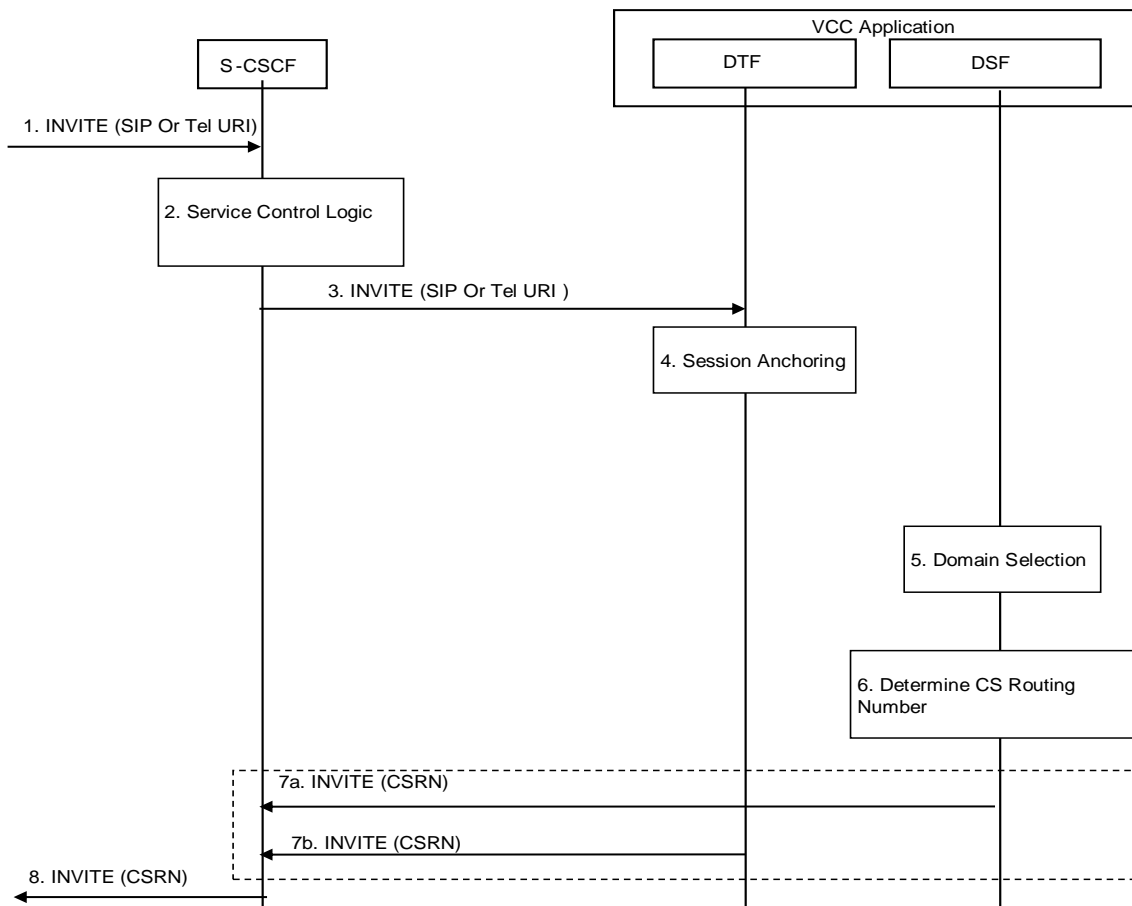 VCC Application
S-CSCF
DTF
DSF
1. INVITE (SIP Or Tel URI)
2. Service Control Logic
3. INVITE (SIP Or Tel URI )
4. Session Anchoring
5. Domain Selection
6. Determine CS Routing
Number
7a. INVITE (CSRN)
7b. INVITE (CSRN)
8. INVITE (CSRN)